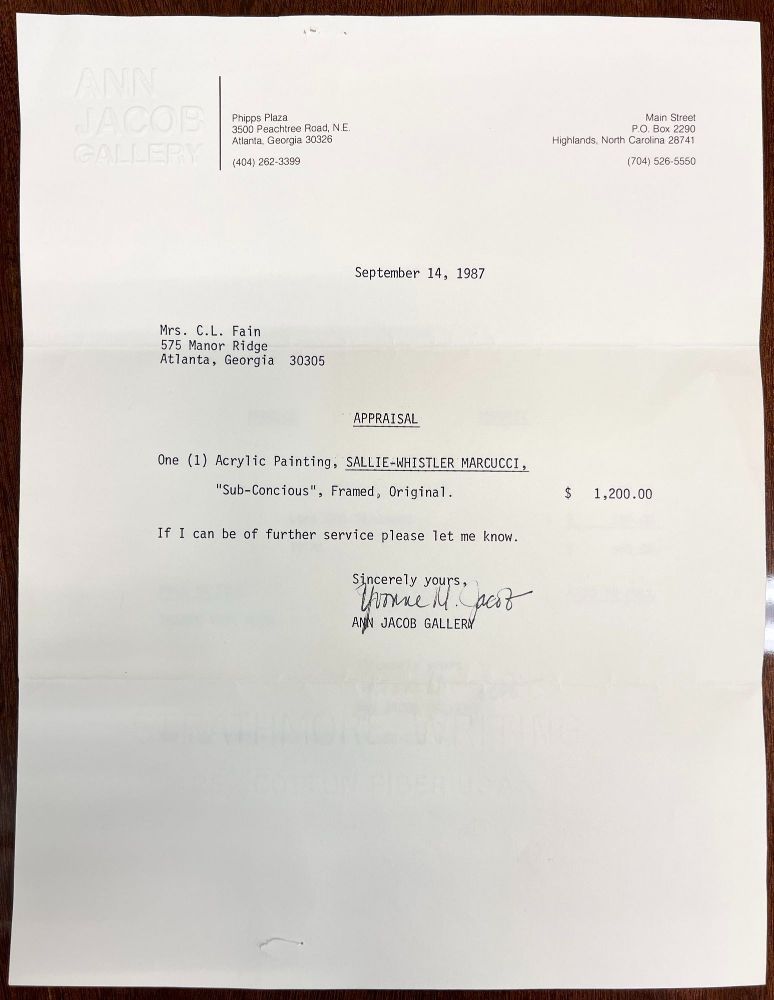 ANN
JACOB
GALLERY
Phipps Plaza
3500 Peachtree Road, N.E.
Atlanta, Georgia 30326
(404) 262-3399
Main Street
P.O. Box 2290
Highlands, North Carolina 28741
(704) 526-5550
September 14, 1987
Mrs. C.L. Fain
575 Manor Ridge
Atlanta, Georgia 30305
APPRAISAL
One (1) Acrylic Painting, SALLIE-WHISTLER MARCUCCI,
"Sub-Concious", Framed, Original. $ 1,200.00
If I can be of further service please let me know.
Sincerely yours,
Yvonne M. Jacob
ANN JACOB GALLERY